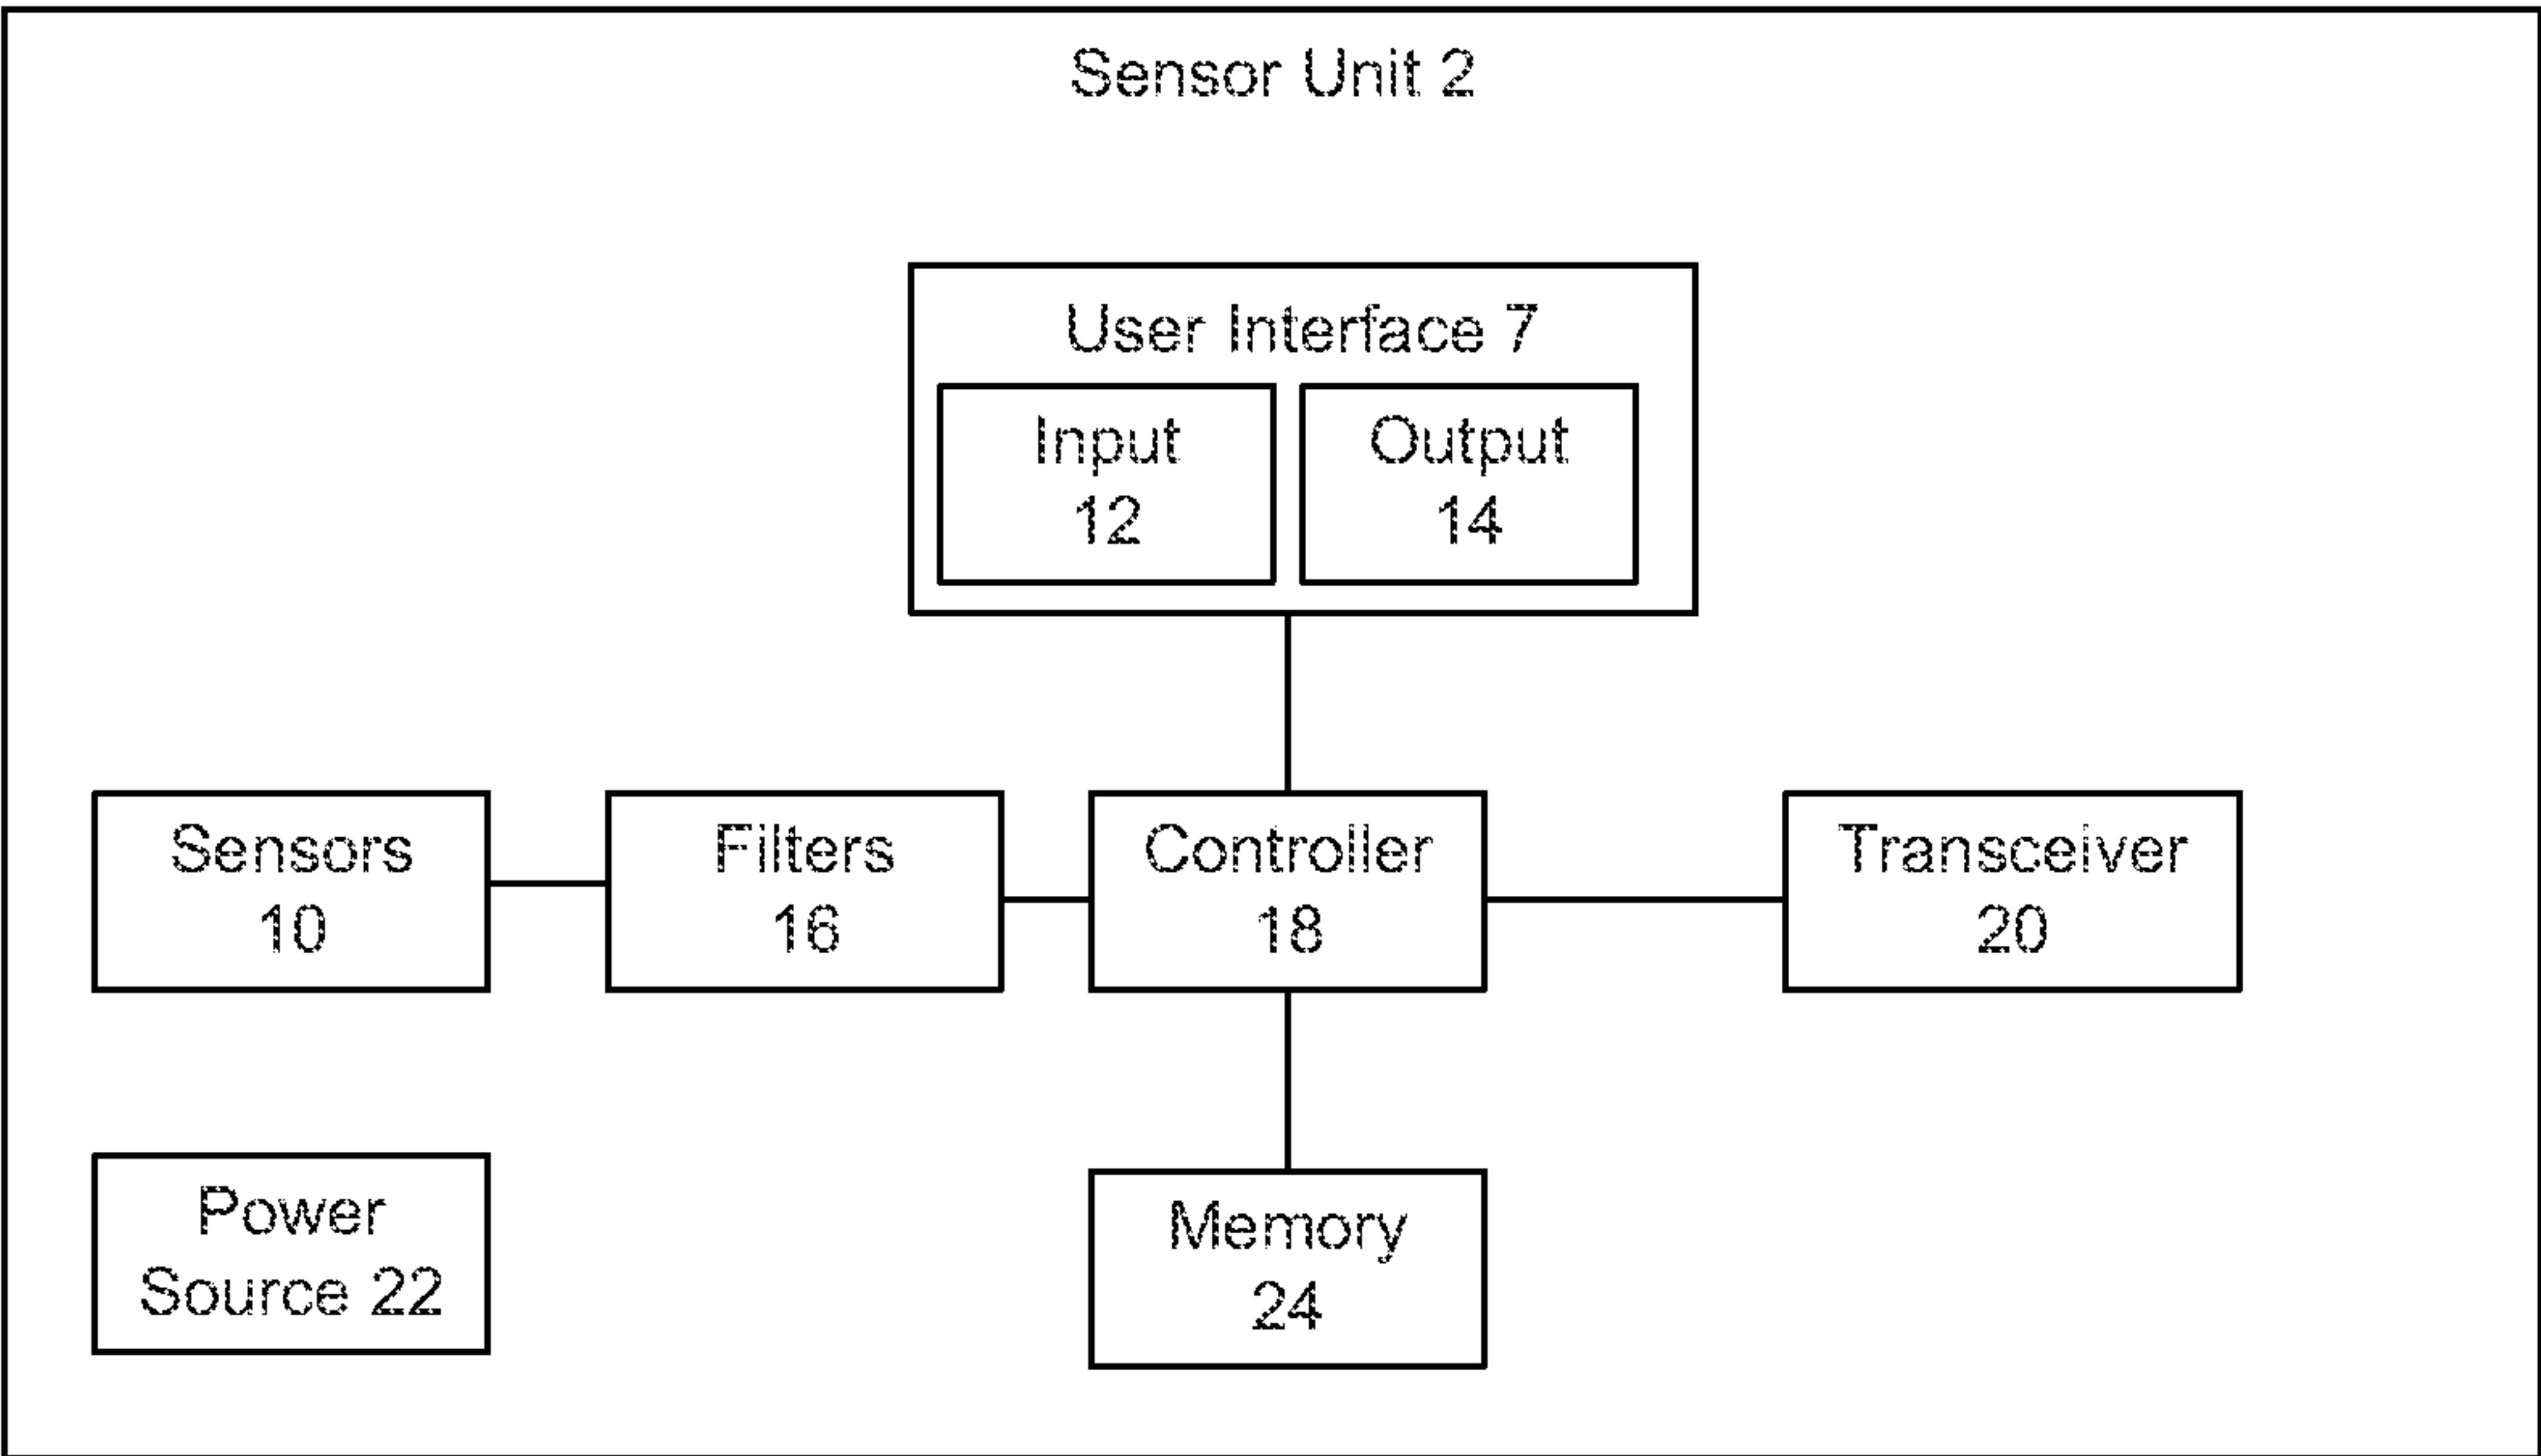 Sensor Unit 2
User Interface 7
Input
12
Output
14
Sensors
10
Filters
16
Controller
18
Transceiver
20
Power
Source 22
Memory
24